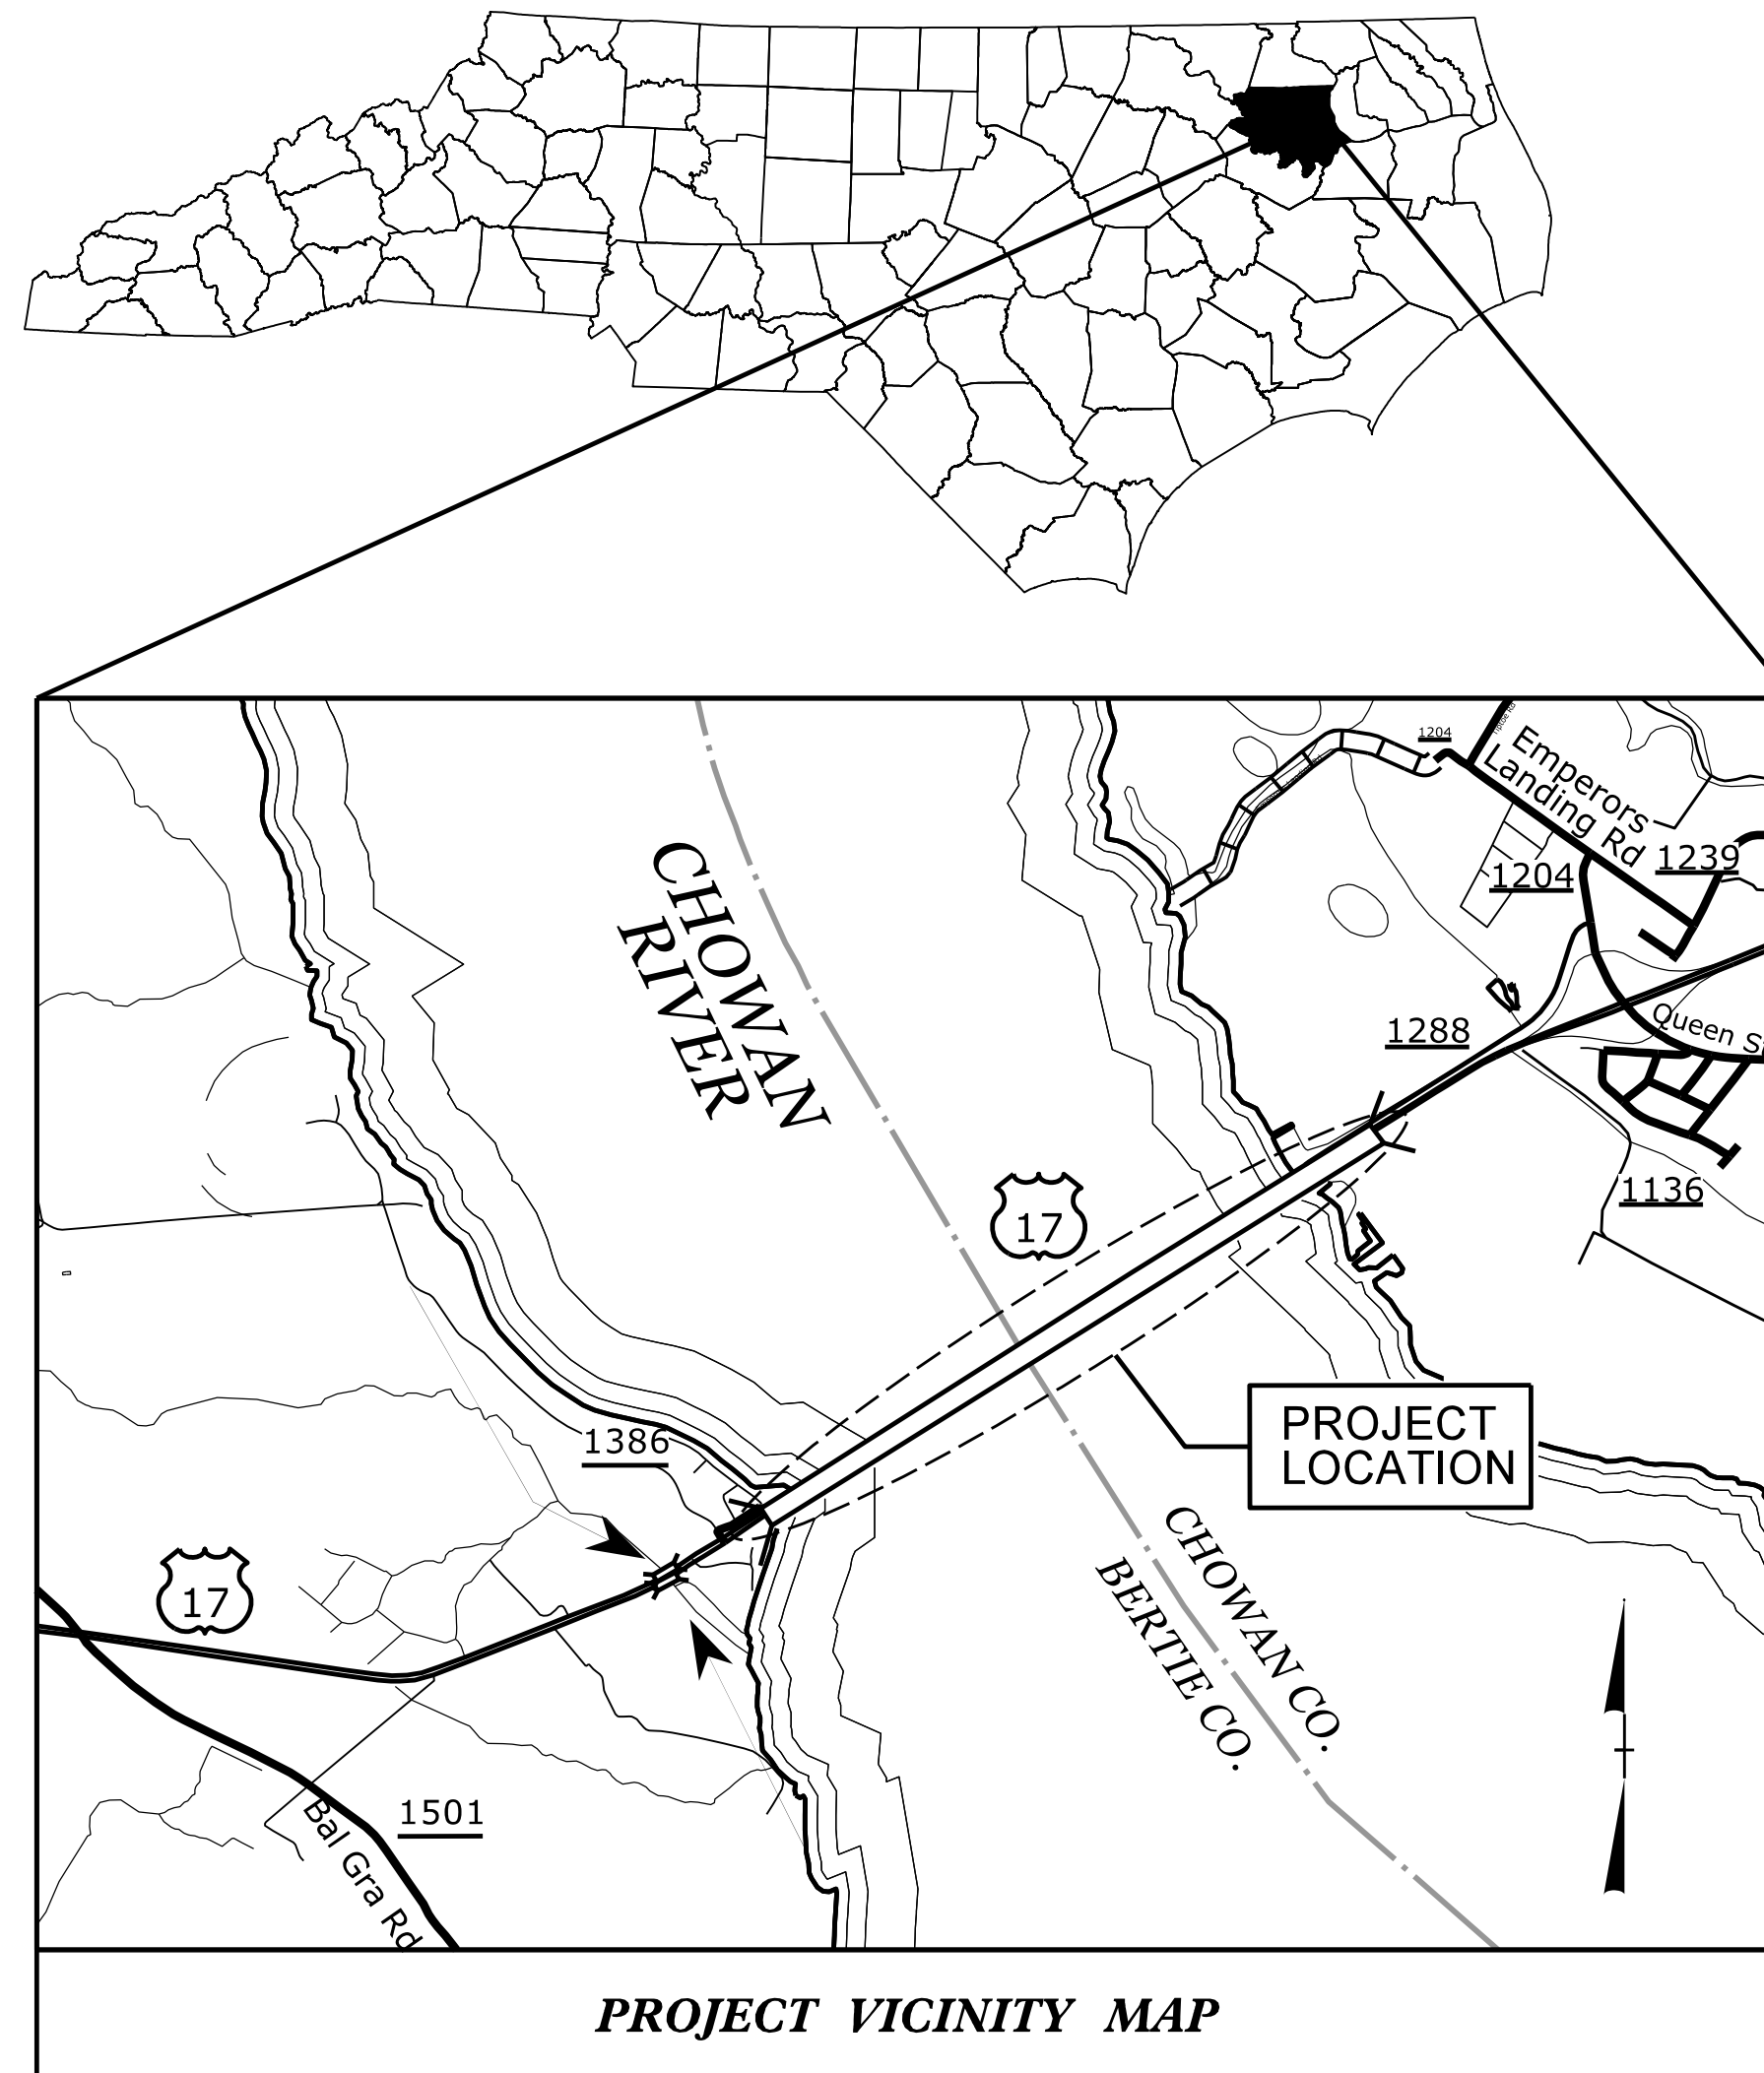 1204
Emperors
Landing Rd
1239
1204
CHOWAN
RIVER
1288
Queen S
17
1136
PROJECT
LOCATION
1386
17
CHOWAN CO.
BERTIE CO.
1501
Bal Gra Rd
PROJECT VICINITY MAP